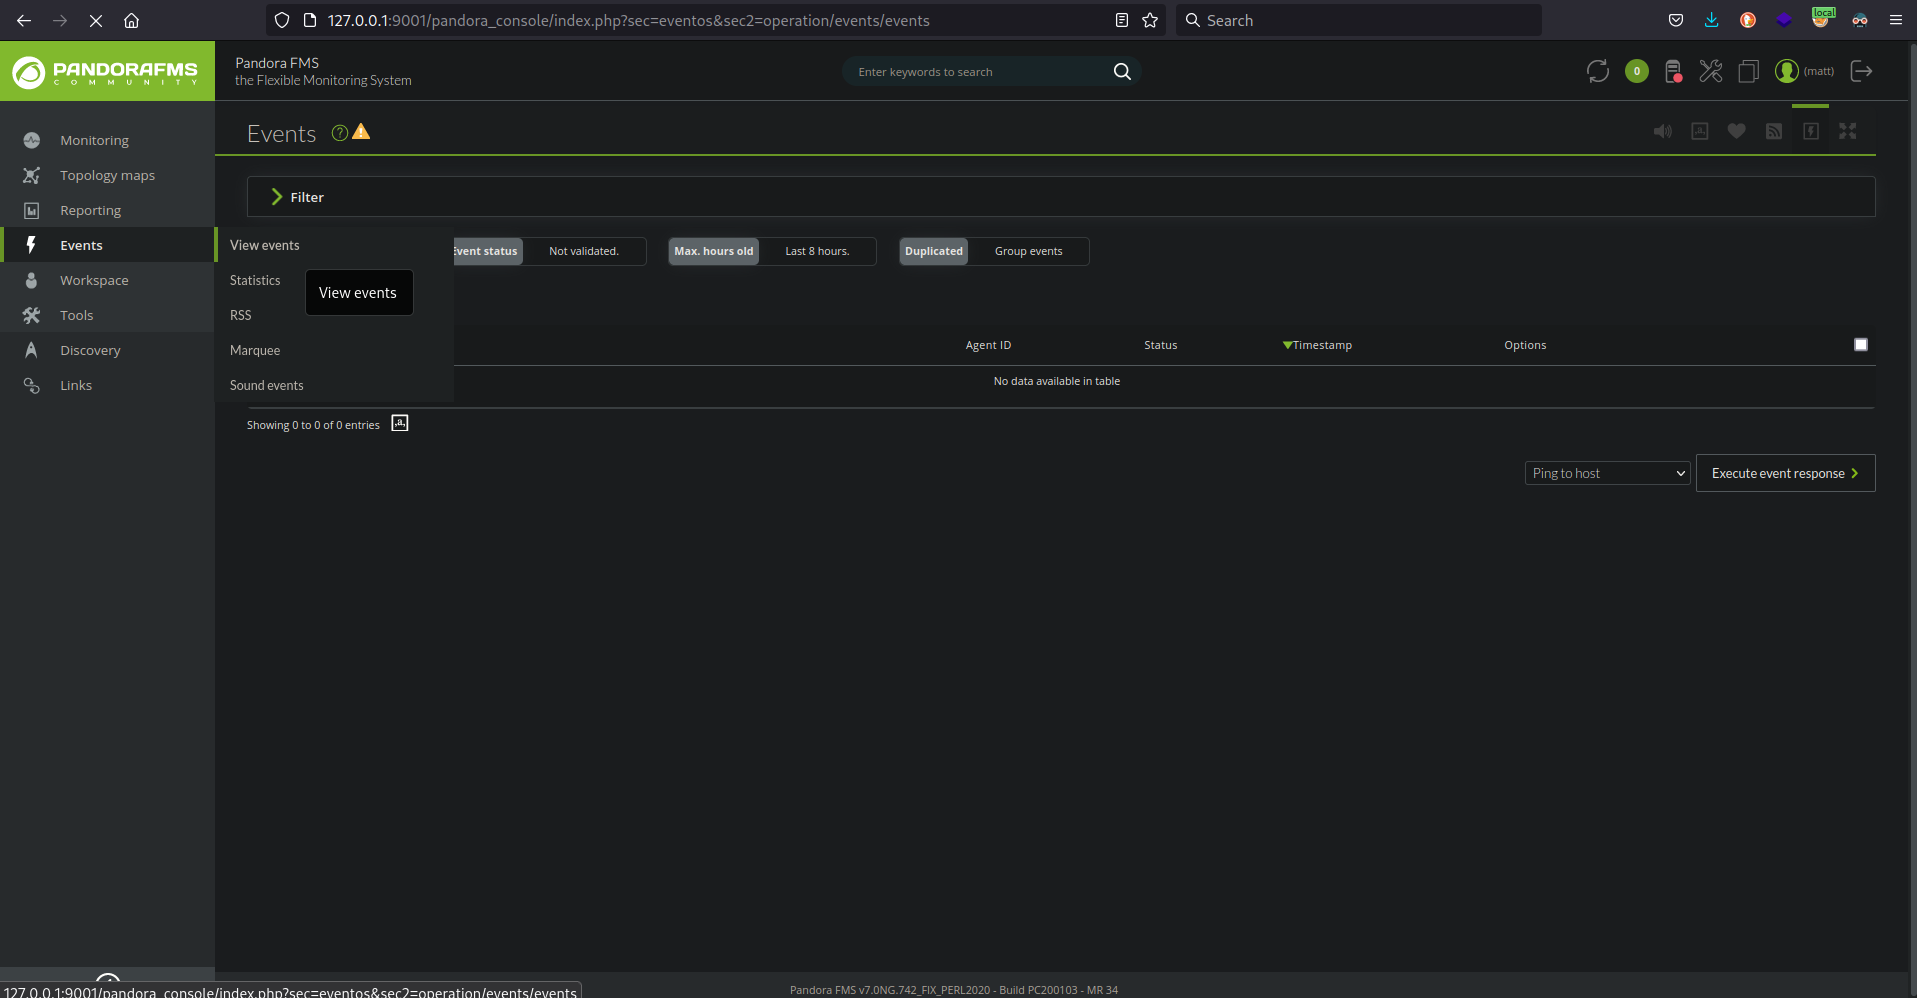 127.0.0.1:9001/pandora_console/index.php?sec=eventos&sec2=operation/events/events
Search
local
PANDORAFMS
COMMUNITY
Pandora FMS
the Flexible Monitoring System
Enter keywords to search
0
(matt)
Monitoring
Topology maps
Reporting
Events
Workspace
Tools
Discovery
Links
Events
?
Filter
View events
Statistics
RSS
Marquee
Sound events
View events
Event status Not validated.
Max. hours old Last 8 hours.
Duplicated Group events
Agent ID Status Timestamp Options
No data available in table
Showing 0 to 0 of 0 entries
Ping to host
Execute event response
Pandora FMS v7.0NG.742_FIX_PERL2020 - Build PC200103 - MR 34
127.0.0.1:9001/pandora_console/index.php?sec=eventos&sec2=operation/events/events